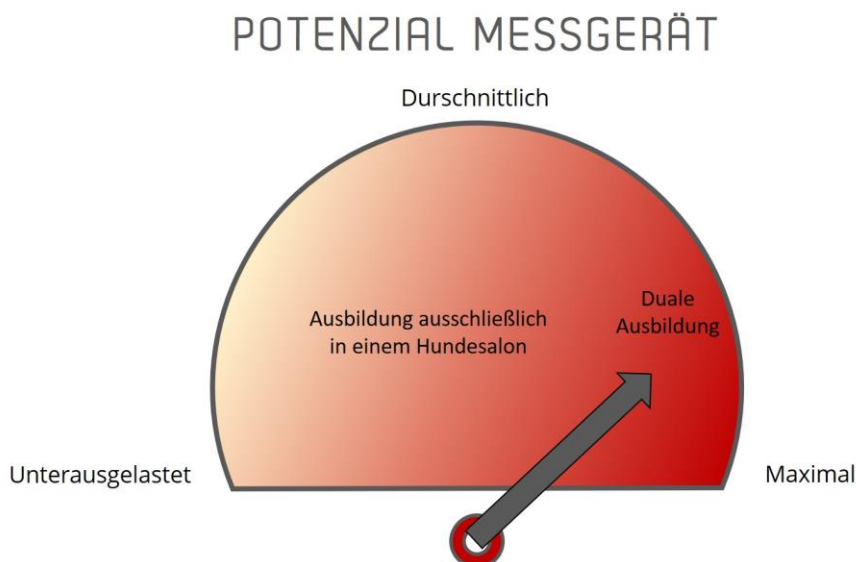 POTENZIAL MESSGERÄT
Durschnittlich
Duale
Ausbildung
Ausbildung ausschließlich
in einem Hundesalon
Unterausgelastet
Maximal